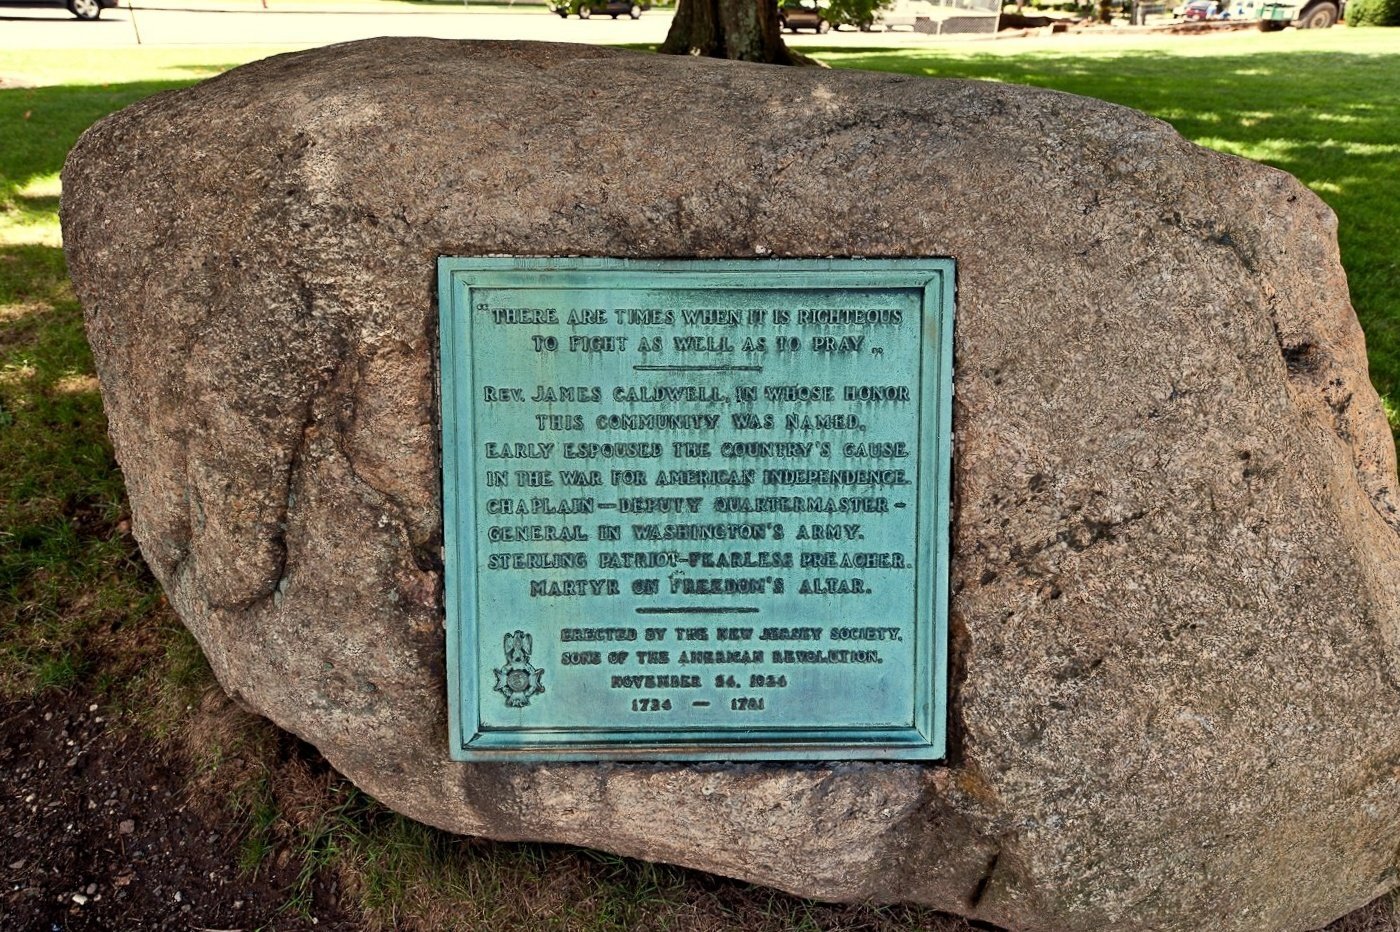 "THERE ARE TIMES WHEN IT IS RIGHTEOUS
TO FIGHT AS WELL AS TO PRAY„
REV. JAMES CALDWELL, IN WHOSE HONOR
THIS COMMUNITY WAS NAMED,
EARLY ESPOUSED THE COUNTRY'S CAUSE
IN THE WAR FOR AMERICAN INDEPENDENCE.
CHAPLAIN—DEPUTY QUARTERMASTER-
GENERAL IN WASHINGTON'S ARMY.
STERLING PATRIOT-FEARLESS PREACHER.
MARTYR ON FREEDOM'S ALTAR.
ERECTED BY THE NEW JERSEY SOCIETY,
SONS OF THE AMERICAN REVOLUTION.
NOVEMBER 24, 1924
1734 — 1781